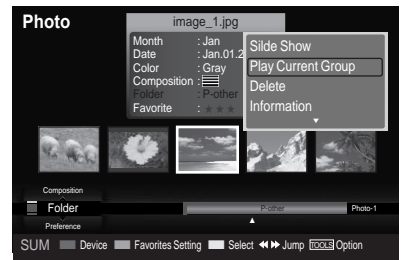 Photo
image_1.jpg
Month : Jan
Date : Jan.01.2
Color : Gray
Composition :
Folder : P-other
Favorite : ★ ★ ★
Silde Show
Play Current Group
Delete
Information
Composition
Folder
Preference
P-other
Photo-1
SUM Device Favorites Setting Select Jump TOOLS Option